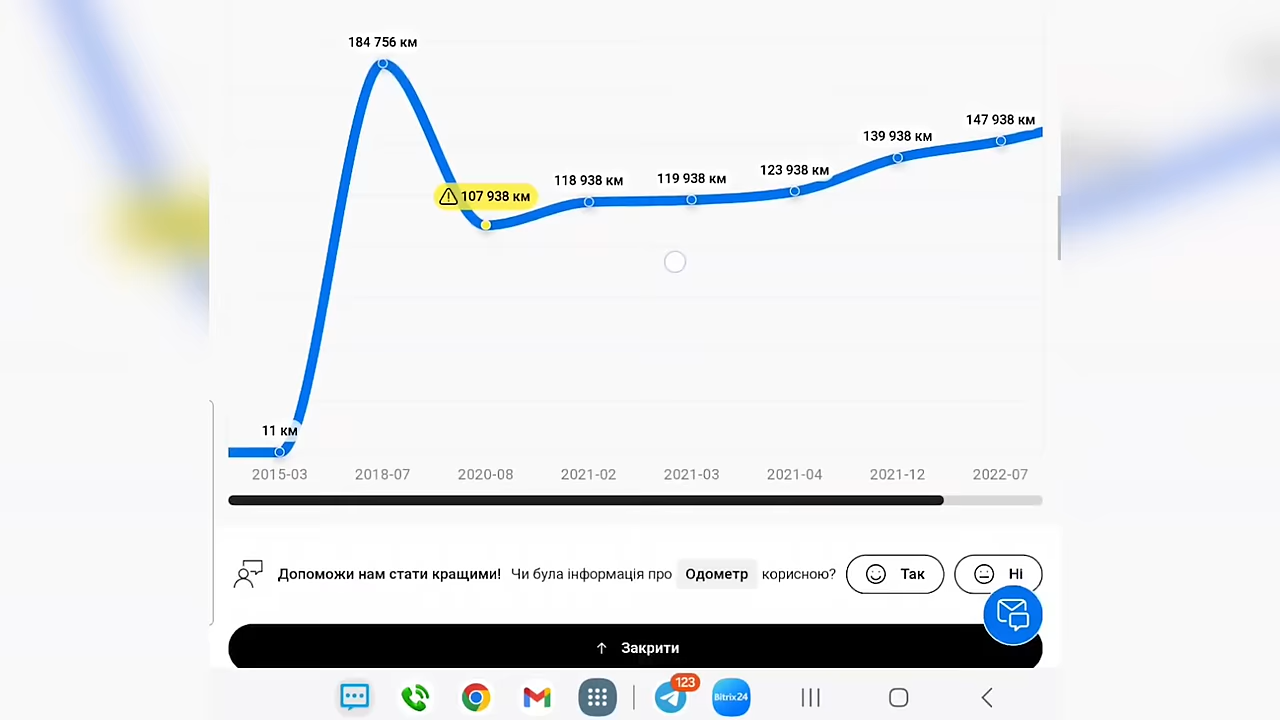 184 756 км
147 938 км
139 938 км
123 938 км
119 938 км
118 938 км
107 938 км
11 км
2015-03 2018-07 2020-08 2021-02 2021-03 2021-04 2021-12 2022-07
Допоможи нам стати кращими! Чи була інформація про Одометр корисною? Так Ні
↑ Закрити
123
Bitrix24